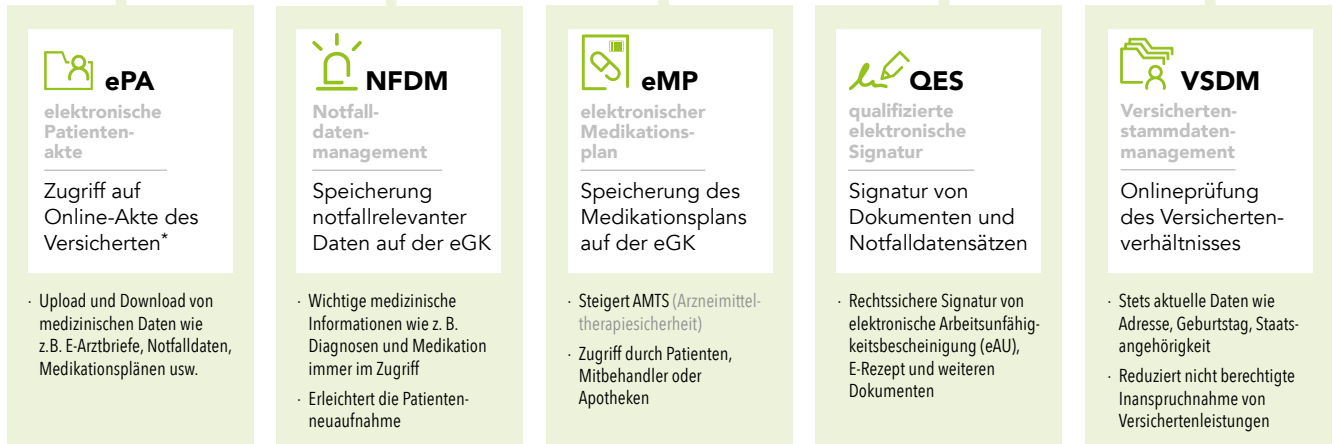 ePA
elektronische
Patienten-
akte
Zugriff auf
Online-Akte des
Versicherten*
· Upload und Download von
medizinischen Daten wie
z.B. E-Arztbriefe, Notfalldaten,
Medikationsplänen usw.
NFDM
Notfall-
daten-
management
Speicherung
notfallrelevanter
Daten auf der eGK
· Wichtige medizinische
Informationen wie z. B.
Diagnosen und Medikation
immer im Zugriff
· Erleichtert die Patienten-
neuaufnahme
eMP
elektronischer
Medikations-
plan
Speicherung des
Medikationsplans
auf der eGK
· Steigert AMTS (Arzneimittel-
therapiesicherheit)
· Zugriff durch Patienten,
Mitbehandler oder
Apotheken
QES
qualifizierte
elektronische
Signatur
Signatur von
Dokumenten und
Notfalldatensätzen
· Rechtssichere Signatur von
elektronische Arbeitsunfähig-
keitsbescheinigung (eAU),
E-Rezept und weiteren
Dokumenten
VSDM
Versicherten-
stammdaten-
management
Onlineprüfung
des Versicherten-
verhältnisses
· Stets aktuelle Daten wie
Adresse, Geburtstag, Staats-
angehörigkeit
· Reduziert nicht berechtigte
Inanspruchnahme von
Versichertenleistungen